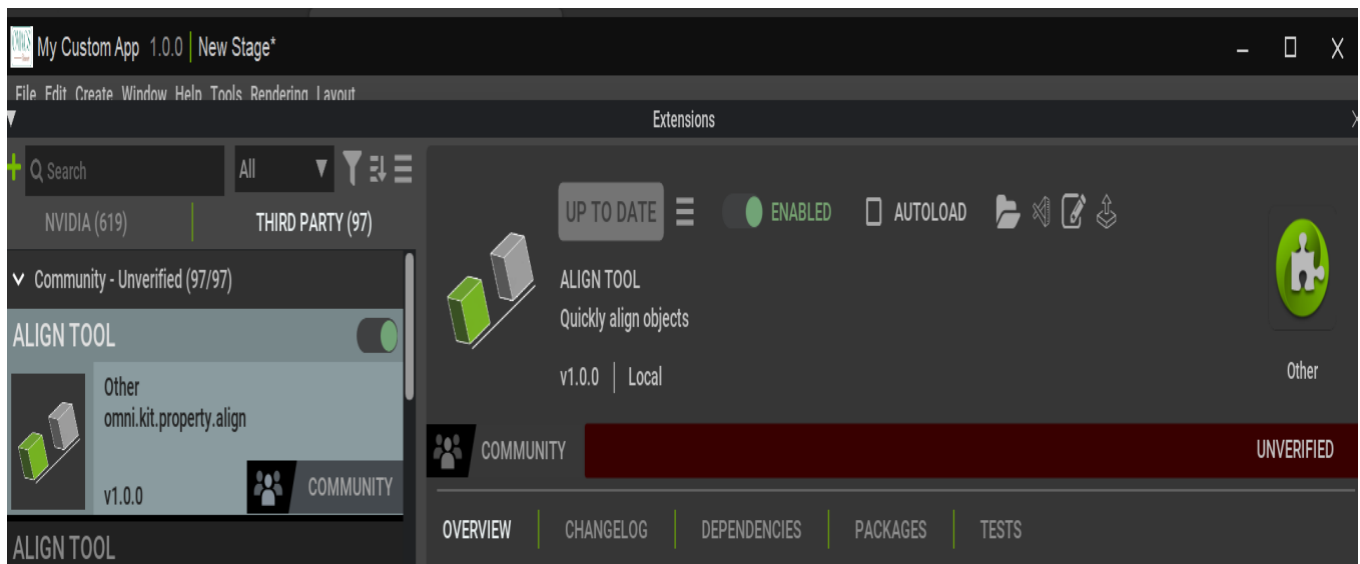 My Custom App 1.0.0 New Stage*
File Edit Create Window Help Tools Rendering Layout
Extensions
Search
All
NVIDIA (619)
THIRD PARTY (97)
Community - Unverified (97/97)
ALIGN TOOL
Other
omni.kit.property.align
v1.0.0
COMMUNITY
ALIGN TOOL
UP TO DATE
ENABLED
AUTOLOAD
ALIGN TOOL
Quickly align objects
v1.0.0 | Local
Other
COMMUNITY
UNVERIFIED
OVERVIEW
CHANGELOG
DEPENDENCIES
PACKAGES
TESTS